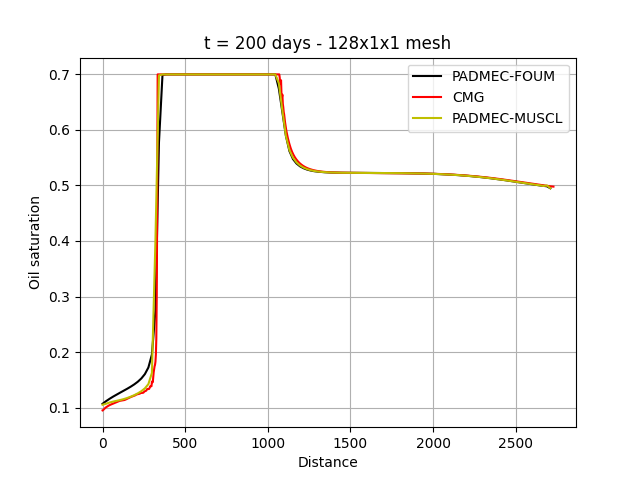 t = 200 days - 128x1x1 mesh
PADMEC-FOUM
CMG
PADMEC-MUSCL
Oil saturation
0.7
0.6
0.5
0.4
0.3
0.2
0.1
0 500 1000 1500 2000 2500
Distance